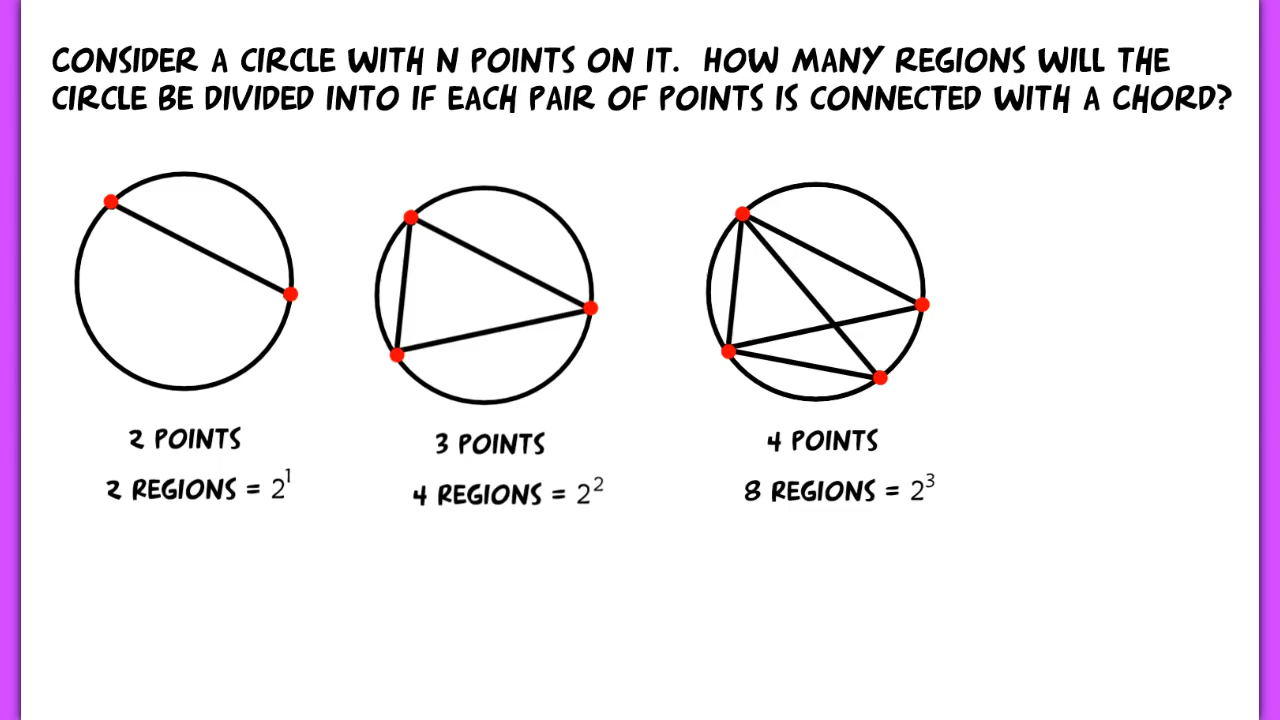 CONSIDER A CIRCLE WITH N POINTS ON IT. HOW MANY REGIONS WILL THE
CIRCLE BE DIVIDED INTO IF EACH PAIR OF POINTS IS CONNECTED WITH A CHORD?
2 POINTS
2 REGIONS = 2¹
3 POINTS
4 REGIONS = 2²
4 POINTS
8 REGIONS = 2³